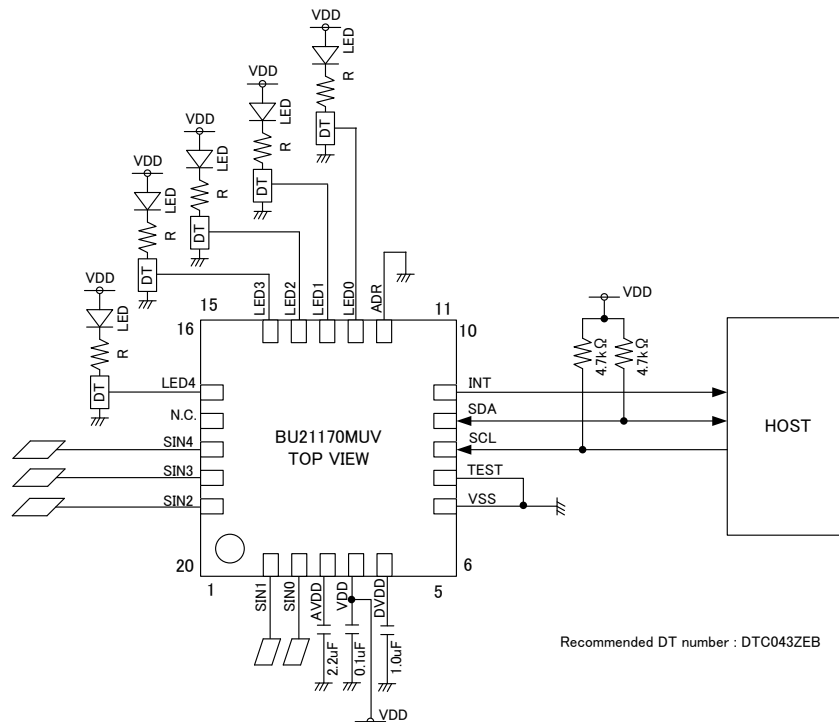 VDD
LED
R
DT
VDD
LED
R
DT
VDD
LED
R
DT
VDD
LED
R
DT
VDD
LED
R
DT
15
LED3
LED2
LED1
LED0
ADR
11
16
10
VDD
4.7kΩ
4.7kΩ
LED4
N.C.
SIN4
SIN3
SIN2
BU21170MUV
TOP VIEW
INT
SDA
SCL
TEST
VSS
HOST
20
6
1
5
SIN1
SIN0
AVDD
VDD
DVDD
2.2uF
0.1uF
1.0uF
VDD
Recommended DT number : DTC043ZEB